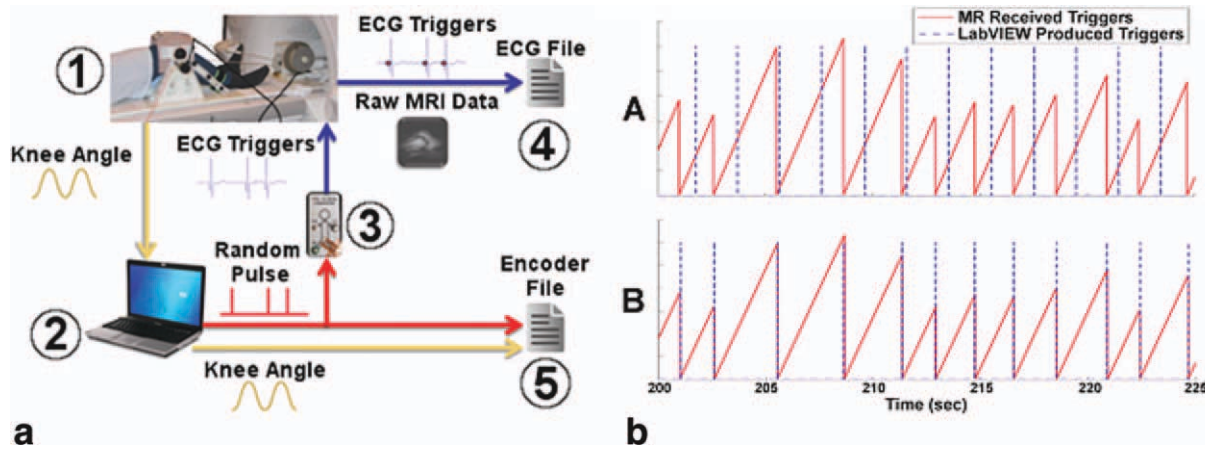 ECG Triggers
ECG File
1
Raw MRI Data
4
ECG Triggers
Knee Angle
3
Random
Pulse
Encoder
File
2
Knee Angle
5
a
MR Received Triggers
LabVIEW Produced Triggers
A
B
200 205 210 215 220 225
Time (sec)
b